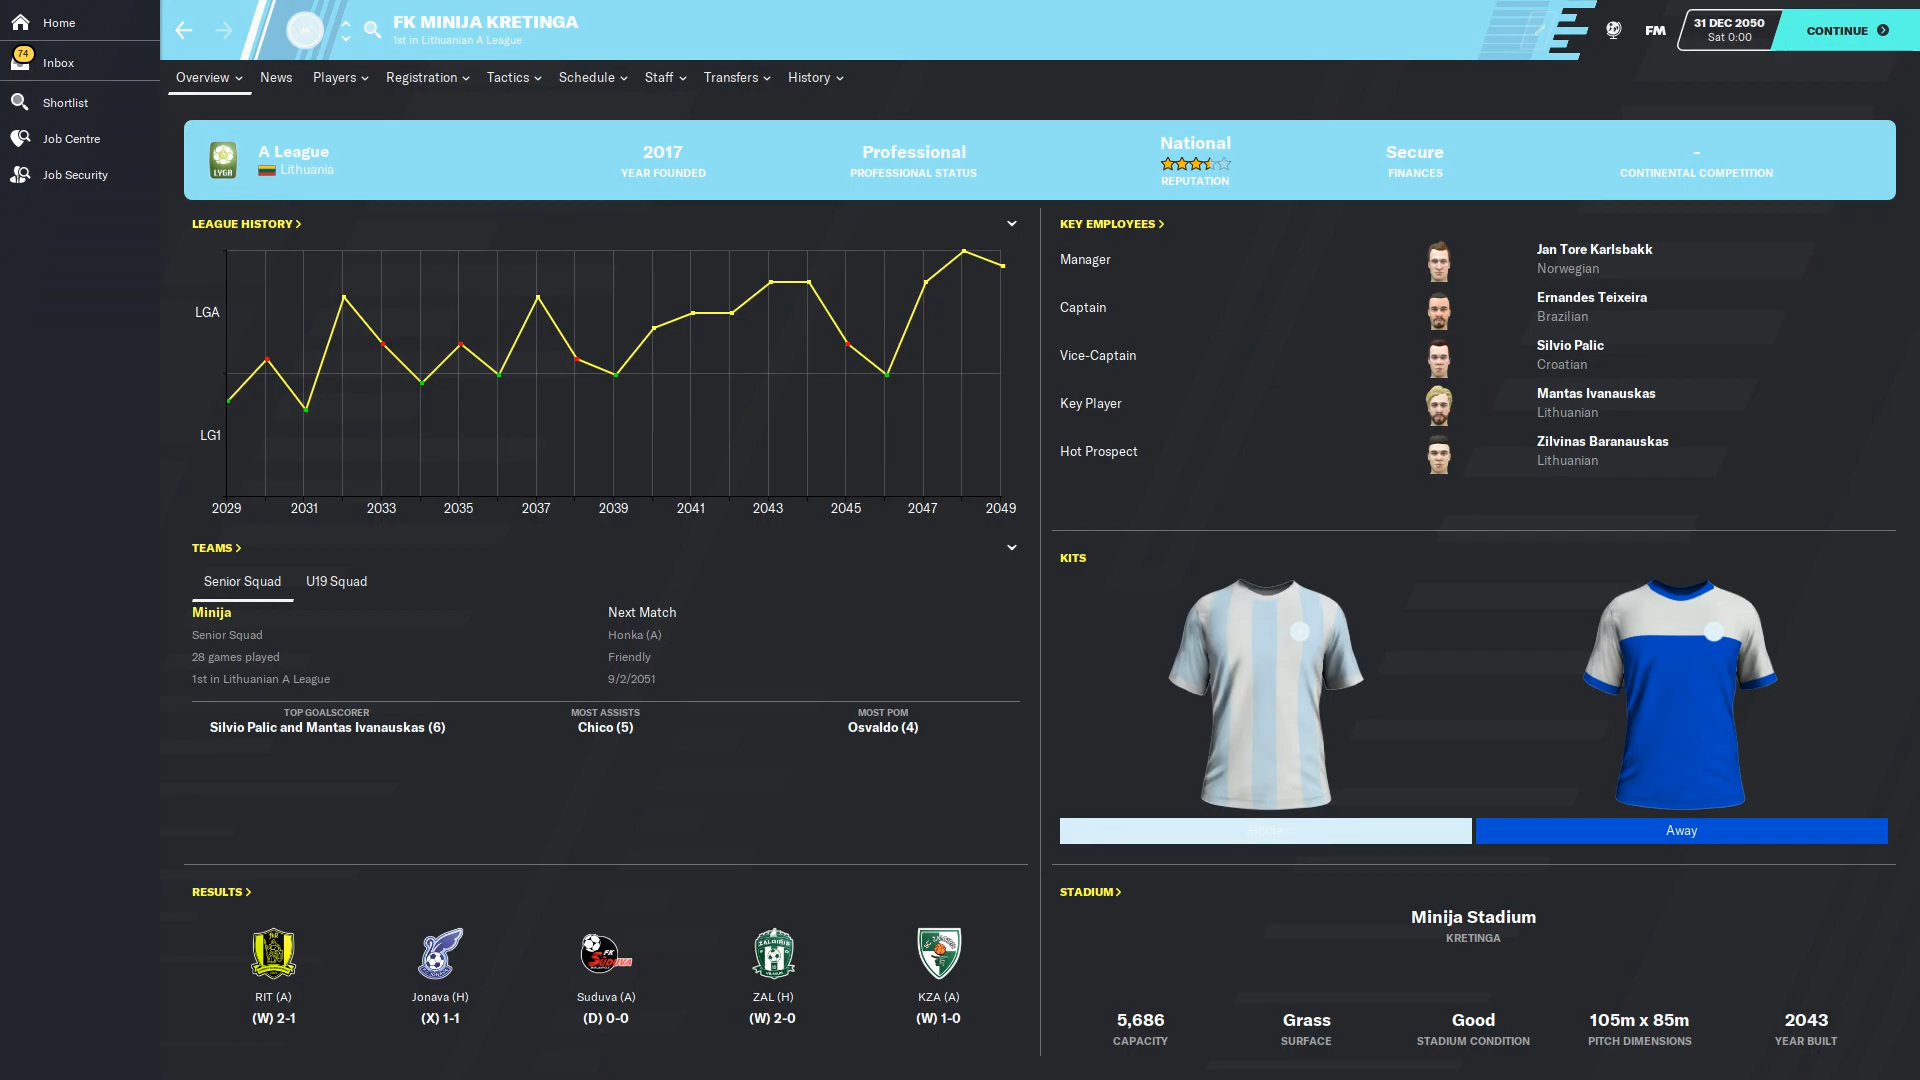 Home
74
Inbox
Shortlist
Job Centre
Job Security
FK MINIJA KRETINGA
1st in Lithuanian A League
FM
31 DEC 2050
Sat 0:00
CONTINUE
Overview
News
Players
Registration
Tactics
Schedule
Staff
Transfers
History
LYGA
A League
Lithuania
2017
YEAR FOUNDED
Professional
PROFESSIONAL STATUS
National
REPUTATION
Secure
FINANCES
-
CONTINENTAL COMPETITION
LEAGUE HISTORY
LGA
LG1
2029
2031
2033
2035
2037
2039
2041
2043
2045
2047
2049
KEY EMPLOYEES
Manager
Jan Tore Karlsbakk
Norwegian
Captain
Ernandes Teixeira
Brazilian
Vice-Captain
Silvio Palic
Croatian
Key Player
Mantas Ivanauskas
Lithuanian
Hot Prospect
Zilvinas Baranauskas
Lithuanian
TEAMS
Senior Squad
U19 Squad
Minija
Senior Squad
28 games played
1st in Lithuanian A League
Next Match
Honka (A)
Friendly
9/2/2051
TOP GOALSCORER
Silvio Palic and Mantas Ivanauskas (6)
MOST ASSISTS
Chico (5)
MOST POM
Osvaldo (4)
KITS
Away
RESULTS
RIT (A)
(W) 2-1
Jonava (H)
(X) 1-1
FK
SŪDUVA
Suduva (A)
(D) 0-0
ŽALGIRIS
ZAL (H)
(W) 2-0
KZA (A)
(W) 1-0
STADIUM
Minija Stadium
KRETINGA
5,686
CAPACITY
Grass
SURFACE
Good
STADIUM CONDITION
105m x 85m
PITCH DIMENSIONS
2043
YEAR BUILT